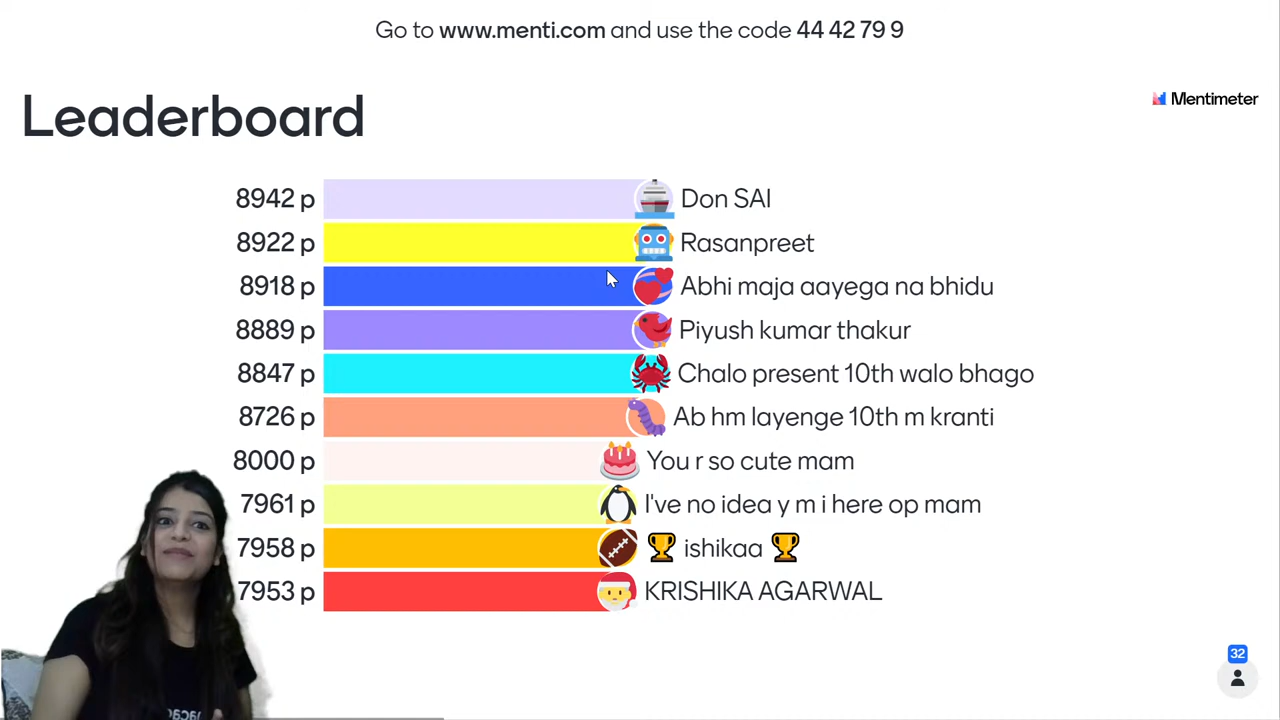 Go to www.menti.com and use the code 44 42 79 9
Leaderboard
Mentimeter
8942 p Don SAI
8922 p Rasanpreet
8918 p Abhi maja aayega na bhidu
8889 p Piyush kumar thakur
8847 p Chalo present 10th walo bhago
8726 p Ab hm layenge 10th m kranti
8000 p You r so cute mam
7961 p I've no idea y m i here op mam
7958 p 🏆 ishikaa 🏆
7953 p KRISHIKA AGARWAL
32